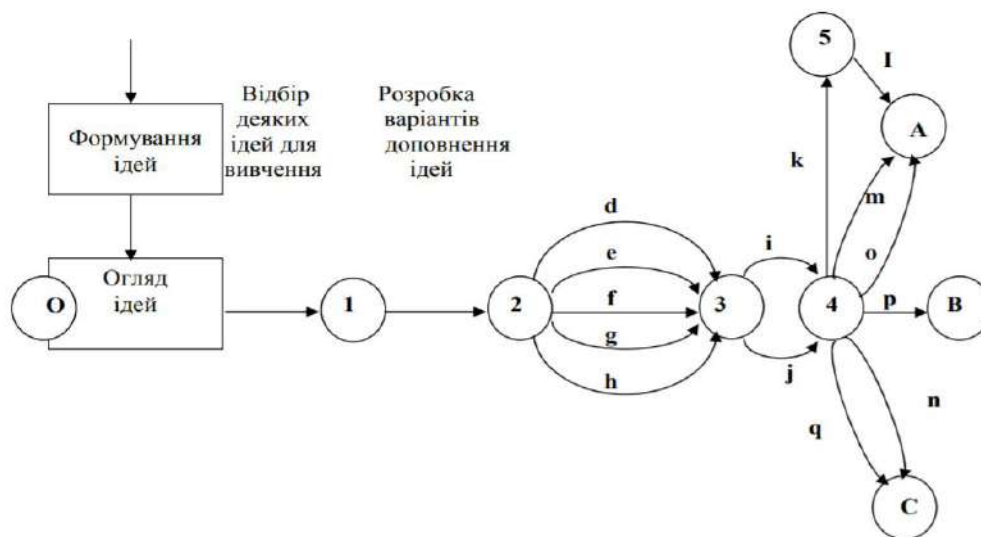 5
I
A
Відбір
деяких
ідей для
вивчення
Розробка
варіантів
доповнення
ідей
Формування
ідей
k
m
d
i
o
e
Огляд
ідей
O
1
2
f
3
4
p
B
g
h
j
q
n
C